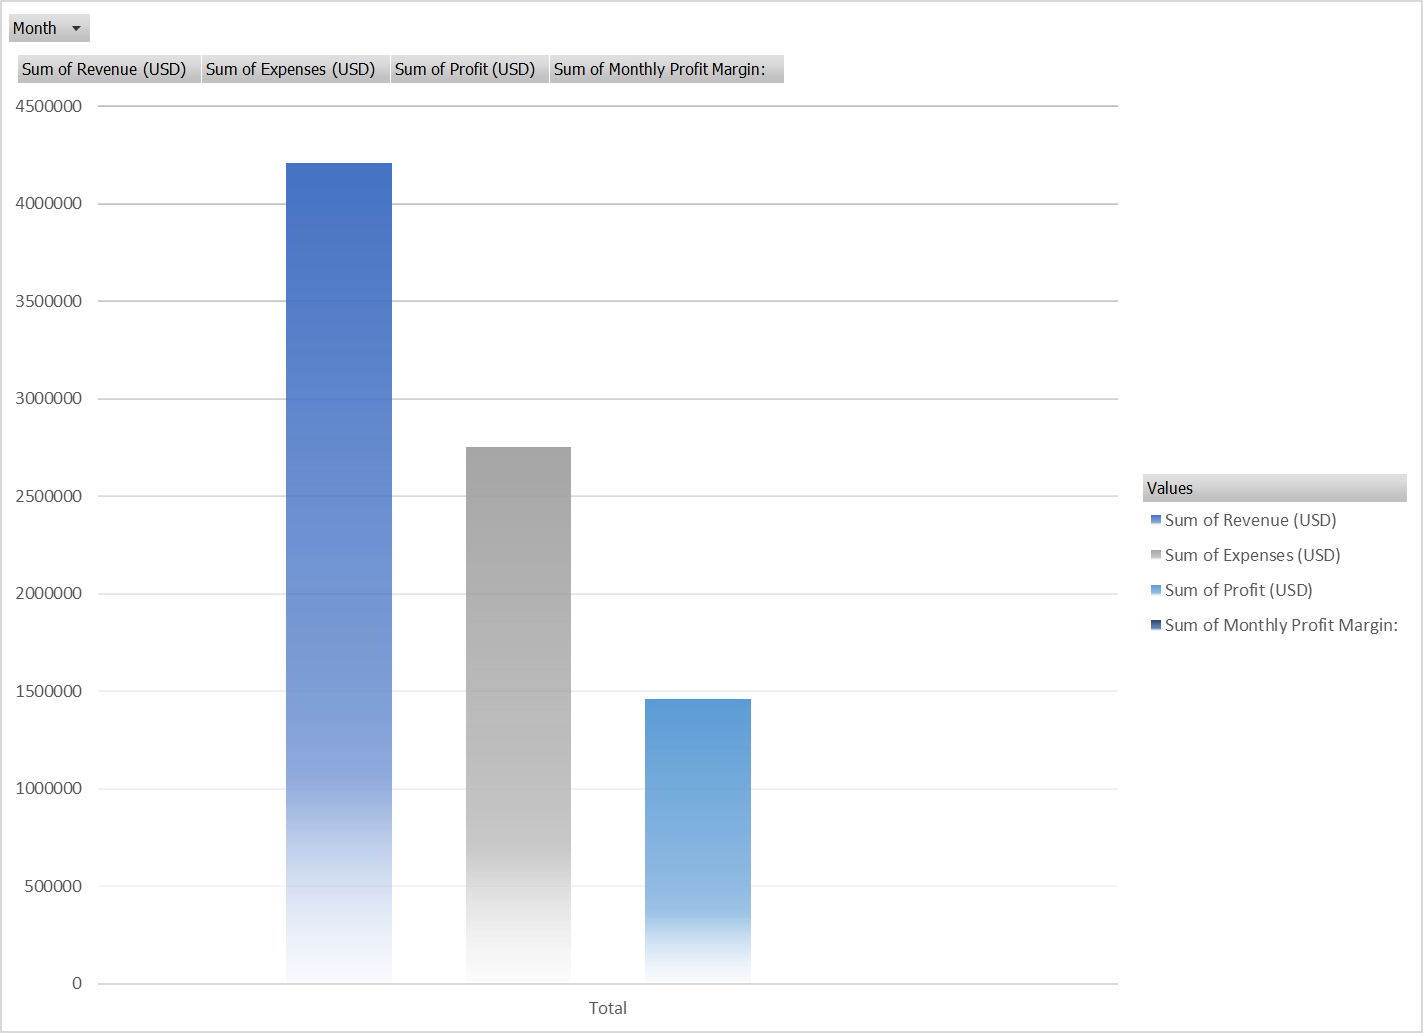 Month
Sum of Revenue (USD) Sum of Expenses (USD) Sum of Profit (USD) Sum of Monthly Profit Margin:
4500000
4000000
3500000
3000000
2500000
2000000
1500000
1000000
500000
0
Total
Values
Sum of Revenue (USD)
Sum of Expenses (USD)
Sum of Profit (USD)
Sum of Monthly Profit Margin: